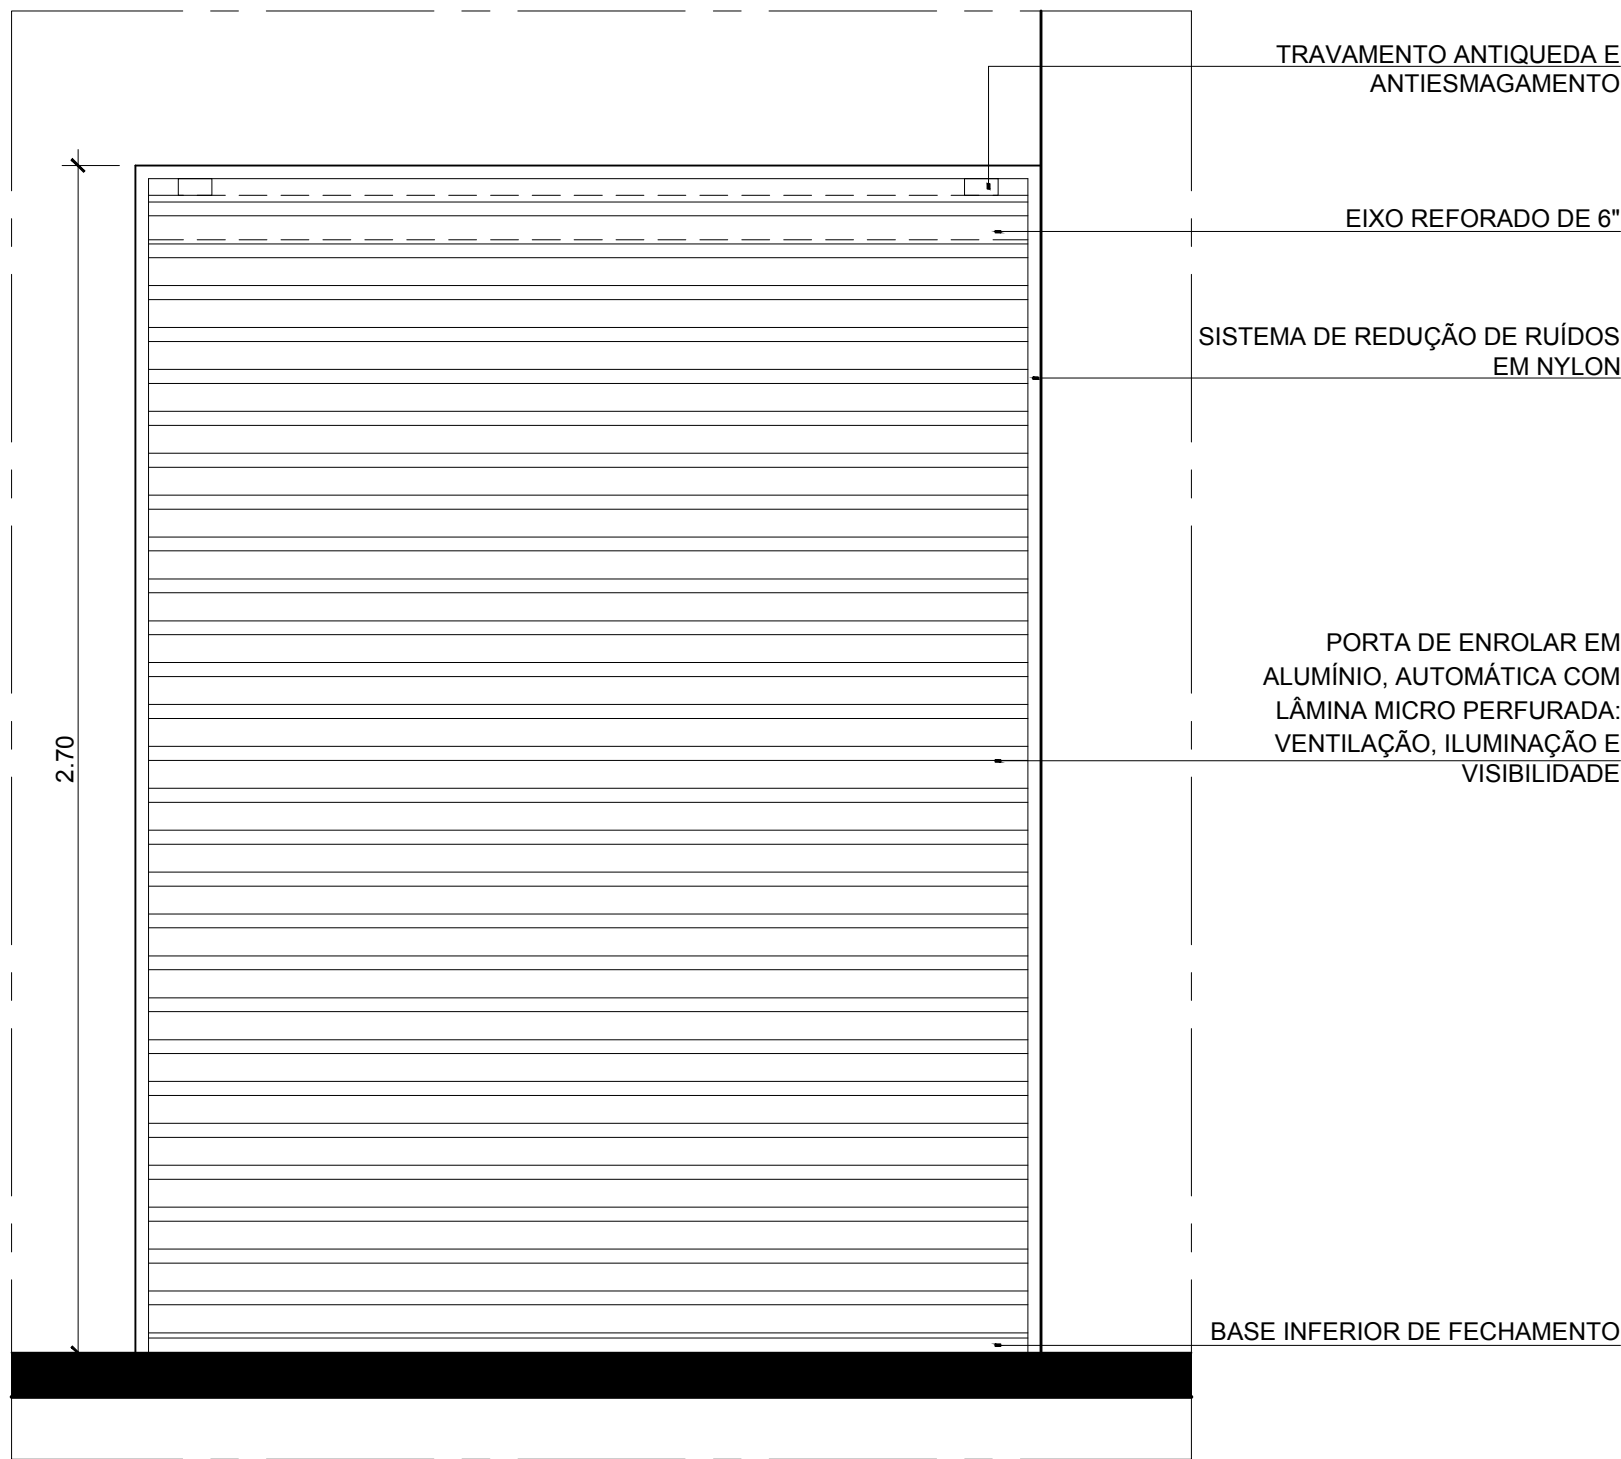 TRAVAMENTO ANTIQUEDA E
ANTIESMAGAMENTO
EIXO REFORADO DE 6"
SISTEMA DE REDUÇÃO DE RUÍDOS
EM NYLON
PORTA DE ENROLAR EM
ALUMÍNIO, AUTOMÁTICA COM
LÂMINA MICRO PERFURADA:
VENTILAÇÃO, ILUMINAÇÃO E
VISIBILIDADE
2.70
BASE INFERIOR DE FECHAMENTO